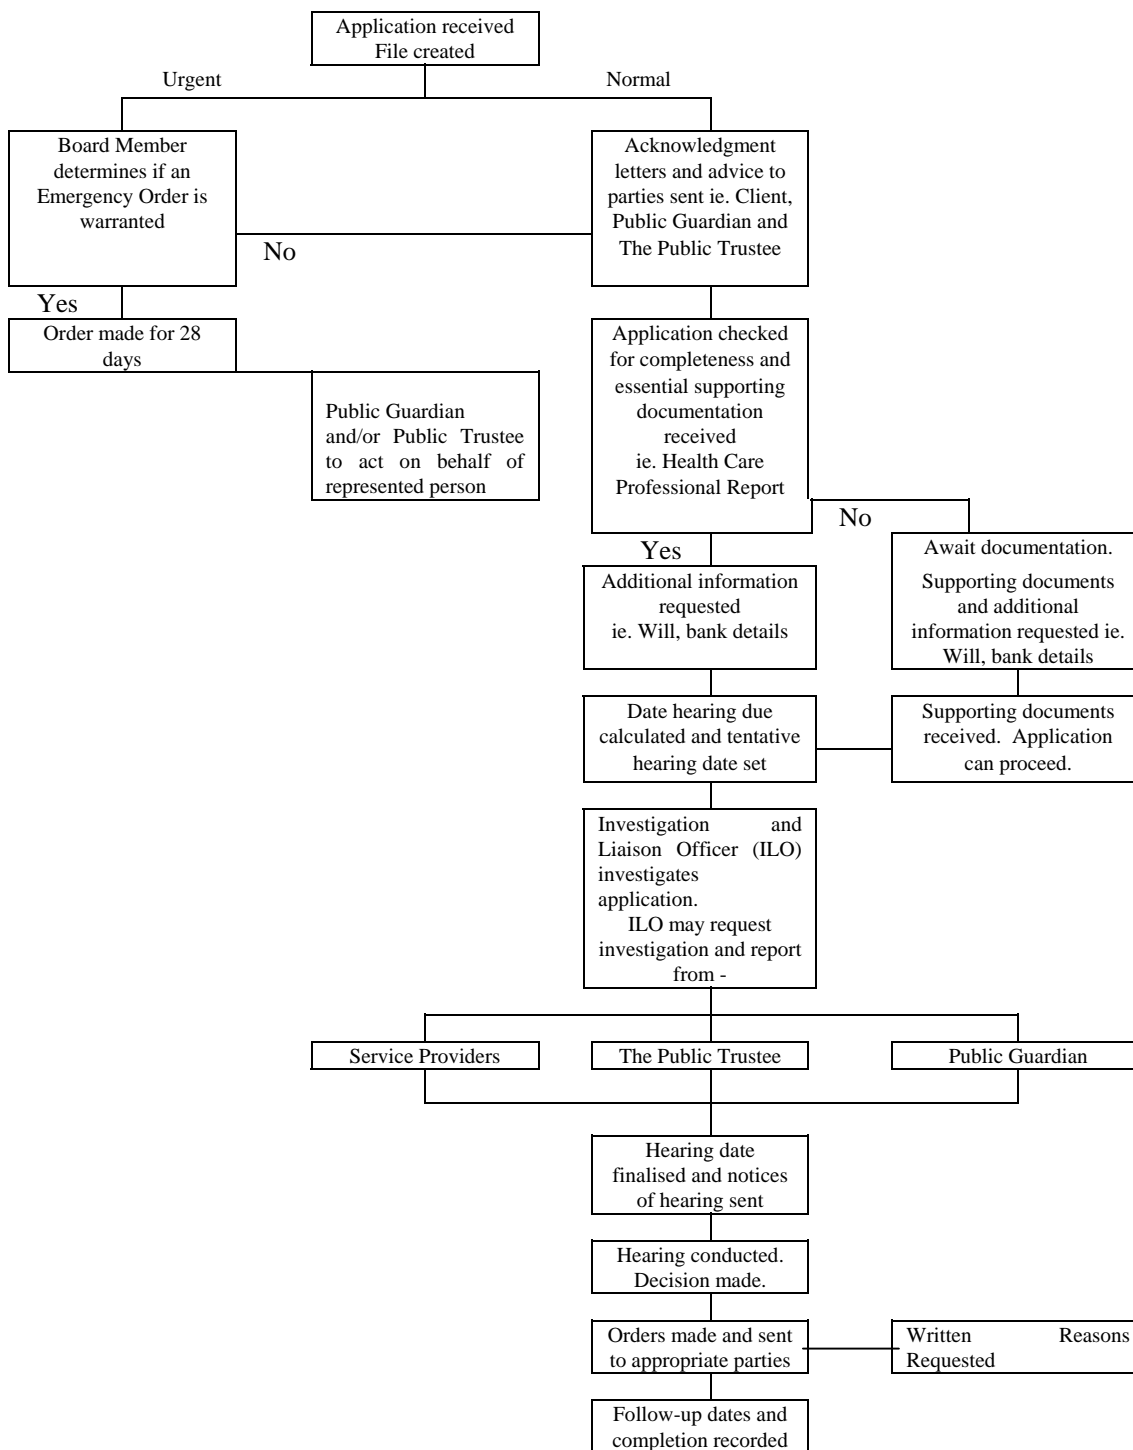 Application received
File created
Urgent
Normal
Board Member
determines if an
Emergency Order is
warranted
Acknowledgment
letters and advice to
parties sent ie. Client,
Public Guardian and
The Public Trustee
No
Yes
Order made for 28
days
Application checked
for completeness and
essential supporting
documentation
received
ie. Health Care
Professional Report
Public Guardian
and/or Public Trustee
to act on behalf of
represented person
No
Yes
Await documentation.
Supporting documents
and additional
information requested ie.
Will, bank details
Additional information
requested
ie. Will, bank details
Date hearing due
calculated and tentative
hearing date set
Supporting documents
received. Application
can proceed.
Investigation and
Liaison Officer (ILO)
investigates
application.
ILO may request
investigation and report
from -
Service Providers
The Public Trustee
Public Guardian
Hearing date
finalised and notices
of hearing sent
Hearing conducted.
Decision made.
Orders made and sent
to appropriate parties
Written Reasons
Requested
Follow-up dates and
completion recorded